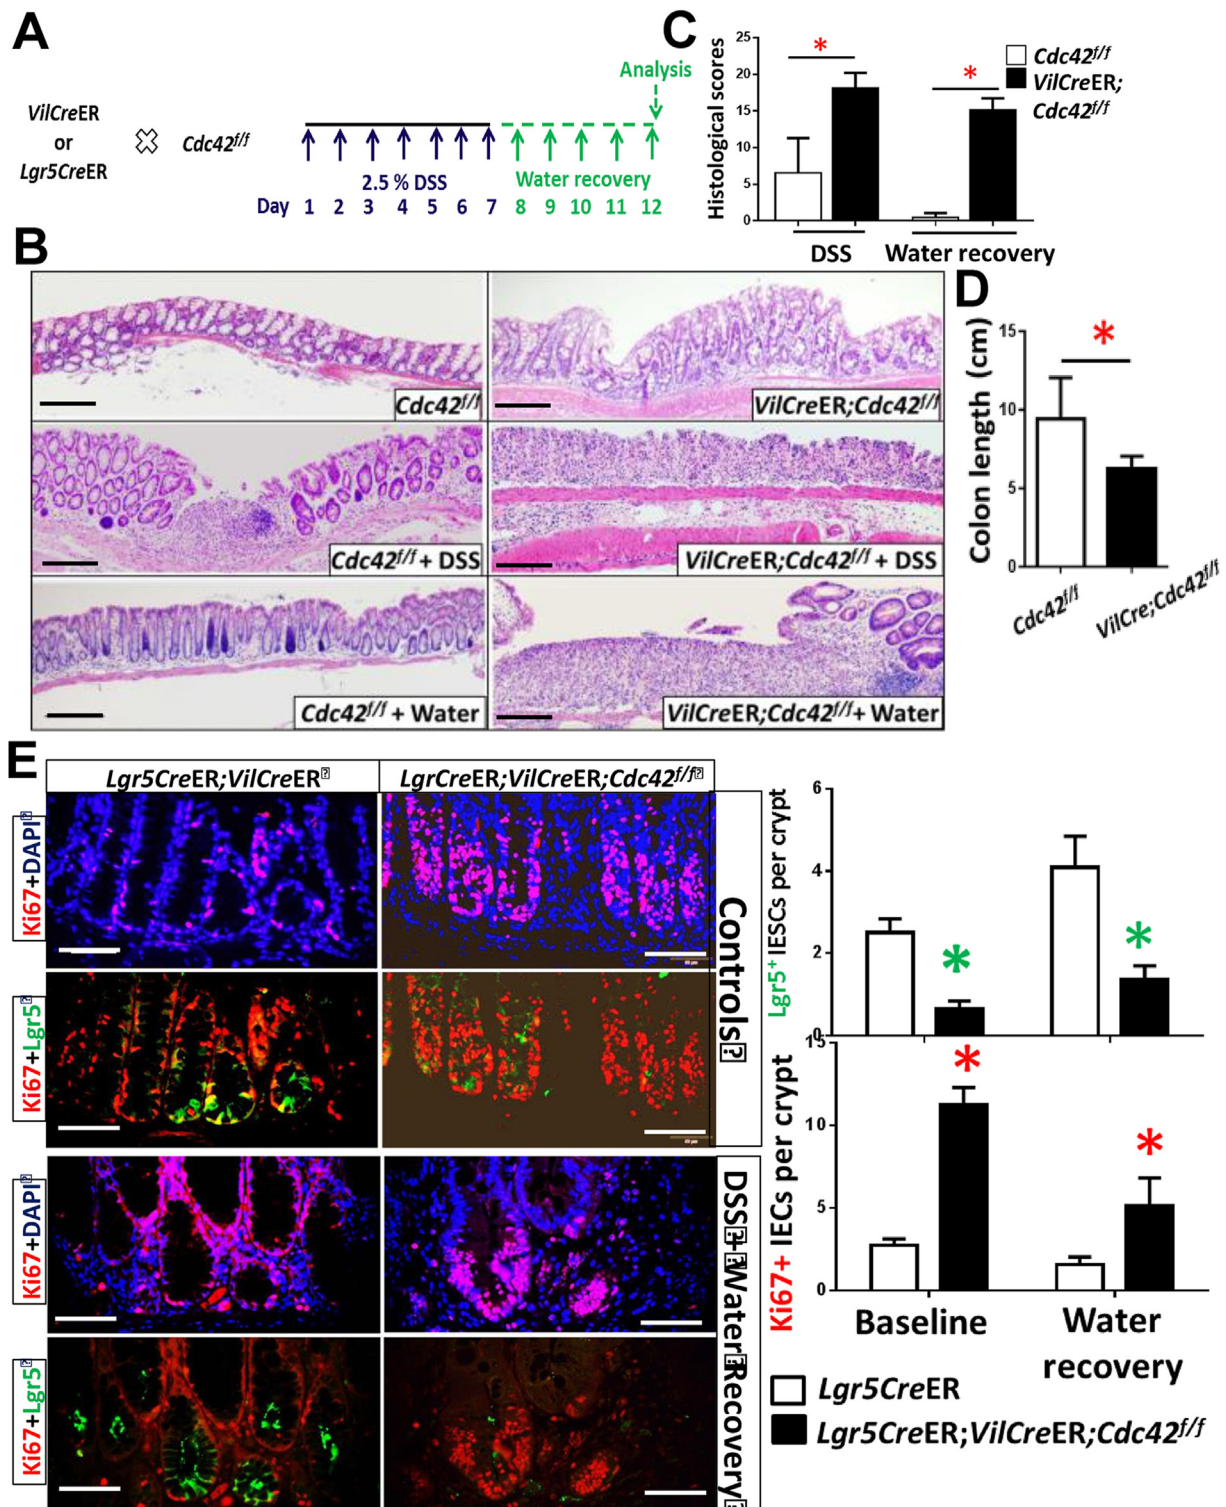 A
VilCreER
or
Lgr5CreER
Cdc42f/f
Analysis
2.5 % DSS
Water recovery
Day 1 2 3 4 5 6 7 8 9 10 11 12
C
Histological scores
25
20
15
10
5
0
Cdc42f/f
VilCreER;
Cdc42f/f
*
*
DSS
Water recovery
B
Cdc42f/f
VilCreER;Cdc42f/f
Cdc42f/f + DSS
VilCreER;Cdc42f/f + DSS
Cdc42f/f + Water
VilCreER;Cdc42f/f+ Water
D
Colon length (cm)
15
10
5
0
*
Cdc42f/f
VilCre;Cdc42f/f
E
Lgr5CreER;VilCreER
LgrCreER;VilCreER;Cdc42f/f
Ki67+DAPI
Ki67+Lgr5
Controls
Ki67+DAPI
Ki67+Lgr5
DSS + Water Recovery
Lgr5+ IESCs per crypt
6
4
2
0
*
*
Ki67+ IECs per crypt
15
10
5
0
*
*
Baseline
Water
recovery
Lgr5CreER
Lgr5CreER;VilCreER;Cdc42f/f